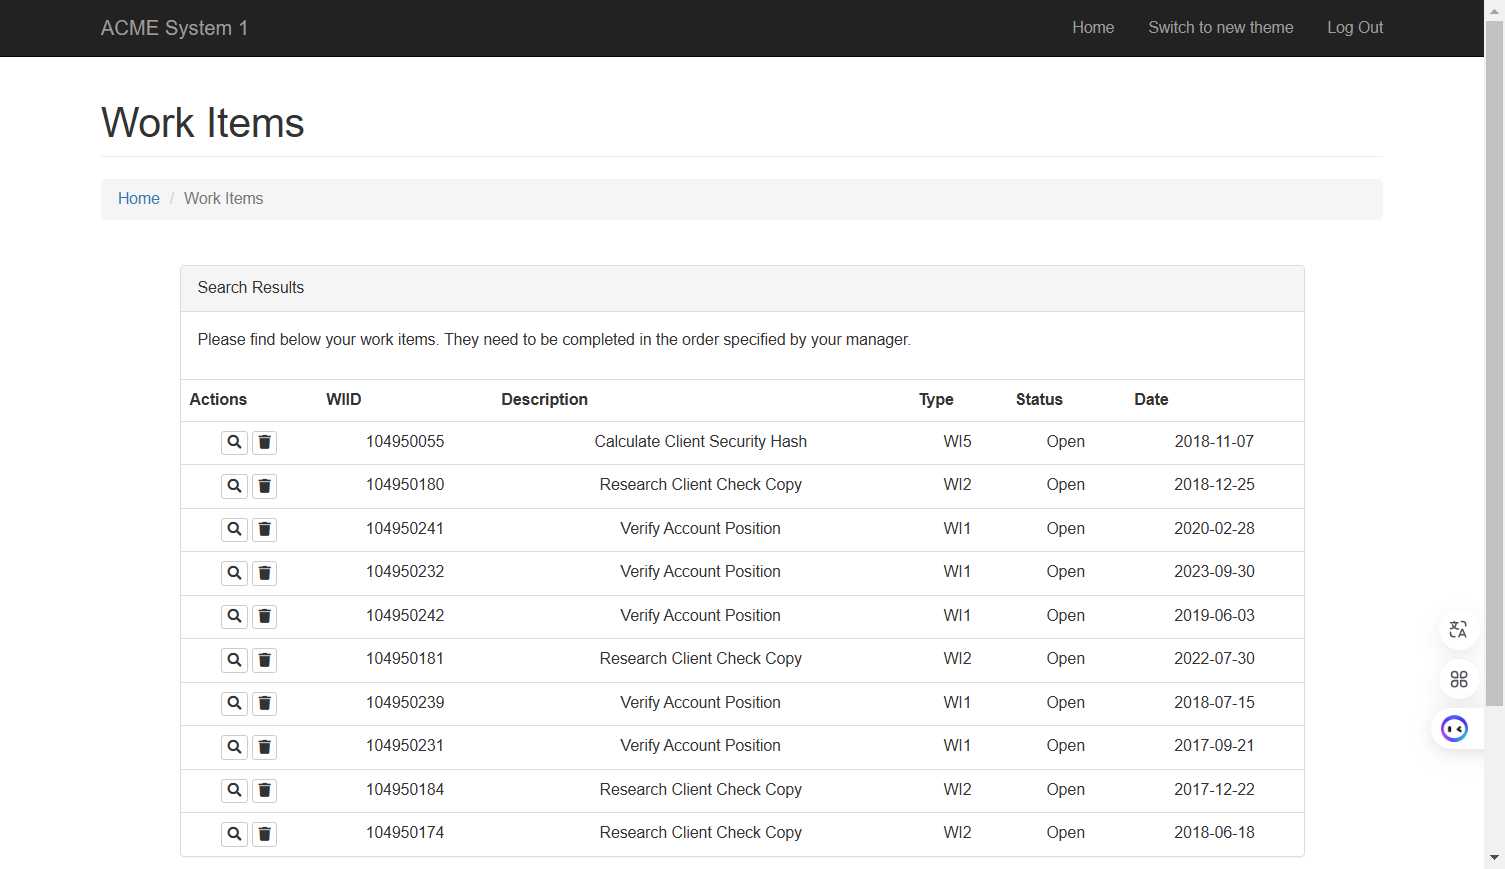 ACME System 1 Home Switch to new theme Log Out
Work Items
Home / Work Items
Search Results
Please find below your work items. They need to be completed in the order specified by your manager.
Actions WIID Description Type Status Date
104950055 Calculate Client Security Hash WI5 Open 2018-11-07
104950180 Research Client Check Copy WI2 Open 2018-12-25
104950241 Verify Account Position WI1 Open 2020-02-28
104950232 Verify Account Position WI1 Open 2023-09-30
104950242 Verify Account Position WI1 Open 2019-06-03
104950181 Research Client Check Copy WI2 Open 2022-07-30
104950239 Verify Account Position WI1 Open 2018-07-15
104950231 Verify Account Position WI1 Open 2017-09-21
104950184 Research Client Check Copy WI2 Open 2017-12-22
104950174 Research Client Check Copy WI2 Open 2018-06-18